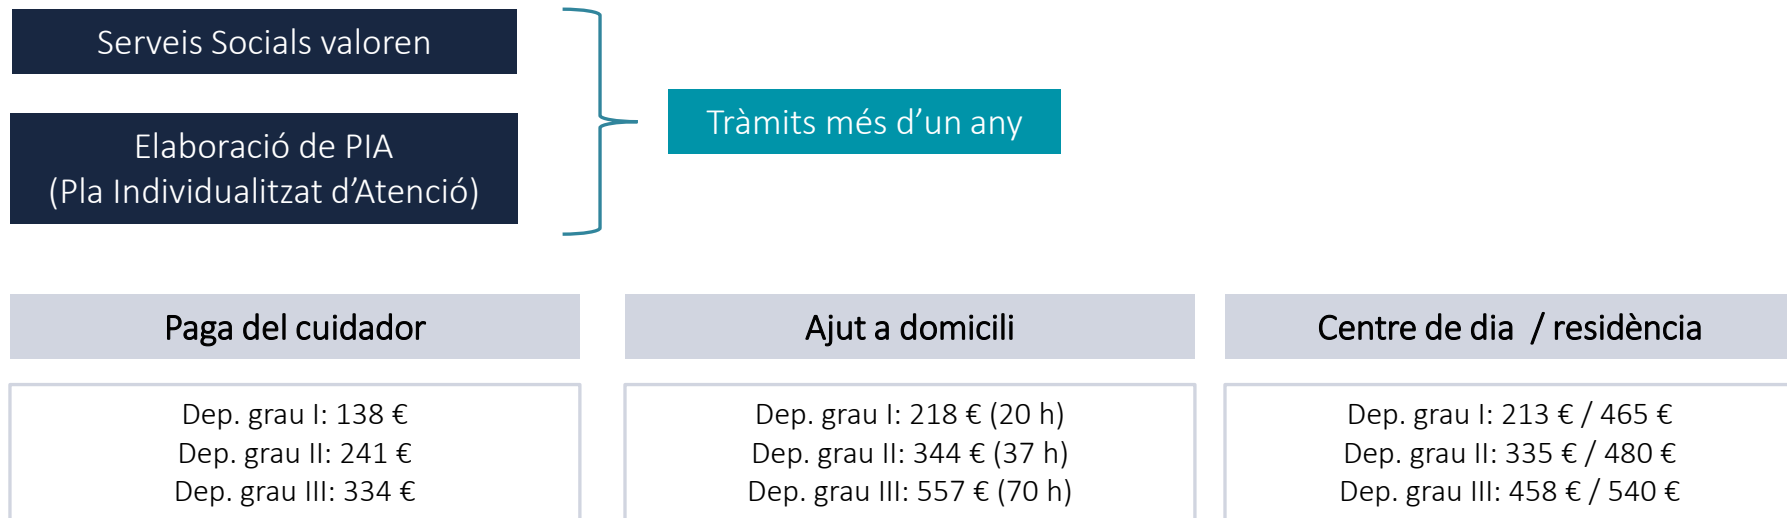 Serveis Socials valoren
Elaboració de PIA
(Pla Individualitzat d’Atenció)
Tràmits més d’un any
Paga del cuidador
Dep. grau I: 138 €
Dep. grau II: 241 €
Dep. grau III: 334 €
Ajut a domicili
Dep. grau I: 218 € (20 h)
Dep. grau II: 344 € (37 h)
Dep. grau III: 557 € (70 h)
Centre de dia / residència
Dep. grau I: 213 € / 465 €
Dep. grau II: 335 € / 480 €
Dep. grau III: 458 € / 540 €